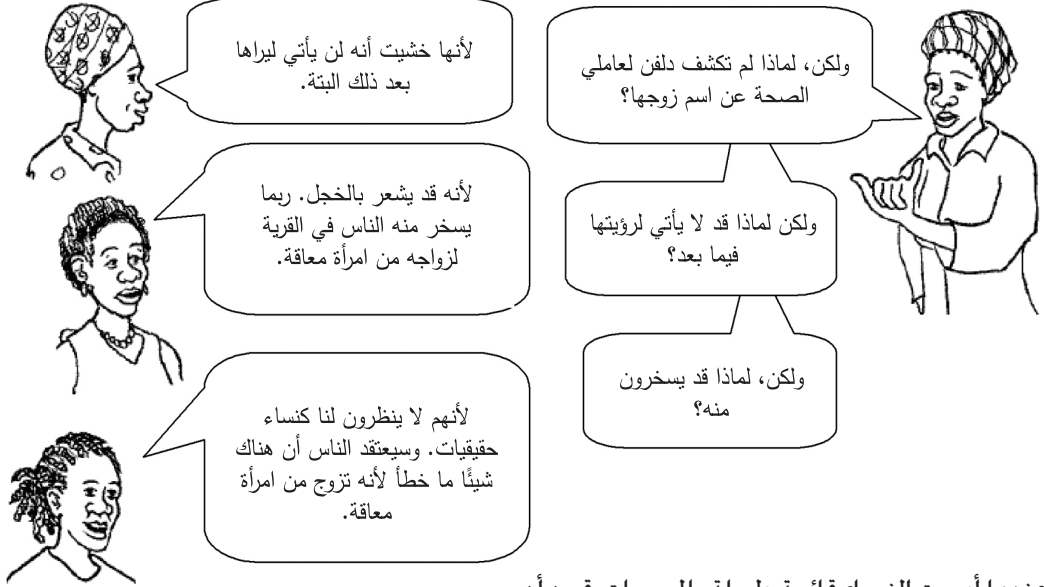 ولكن، لماذا لم تكشف دلفن لعاملي
الصحة عن اسم زوجها؟
لأنها خشيت أنه لن يأتي ليراها
بعد ذلك البتة.
ولكن لماذا قد لا يأتي لرؤيتها
فيما بعد؟
لأنه قد يشعر بالخجل. ربما
يسخر منه الناس في القرية
لزواجه من امرأة معاقة.
ولكن، لماذا قد يسخرون
منه؟
لأنهم لا ينظرون لنا كنساء
حقيقيات. وسيعتقد الناس أن هناك
شيئًا ما خطأ لأنه تزوج من امرأة
معاقة.